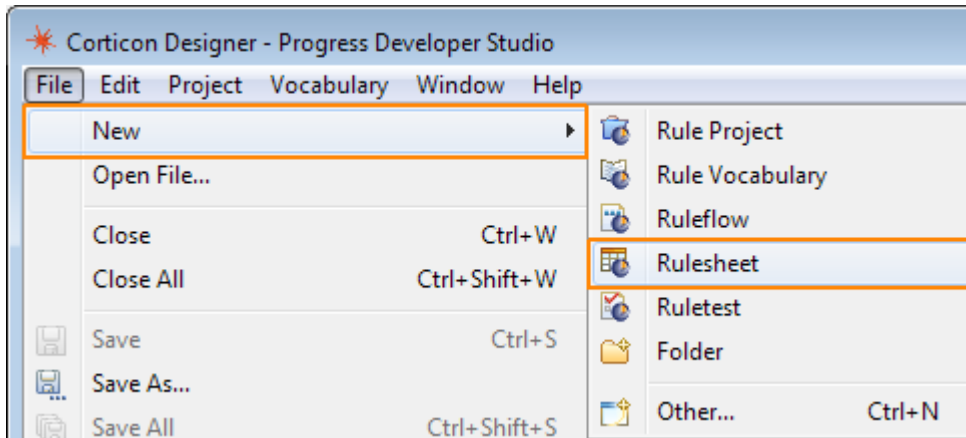 Corticon Designer - Progress Developer Studio
File Edit Project Vocabulary Window Help
New
Open File...
Close Ctrl+W
Close All Ctrl+Shift+W
Save Ctrl+S
Save As...
Save All Ctrl+Shift+S
Rule Project
Rule Vocabulary
Ruleflow
Rulesheet
Ruletest
Folder
Other... Ctrl+N